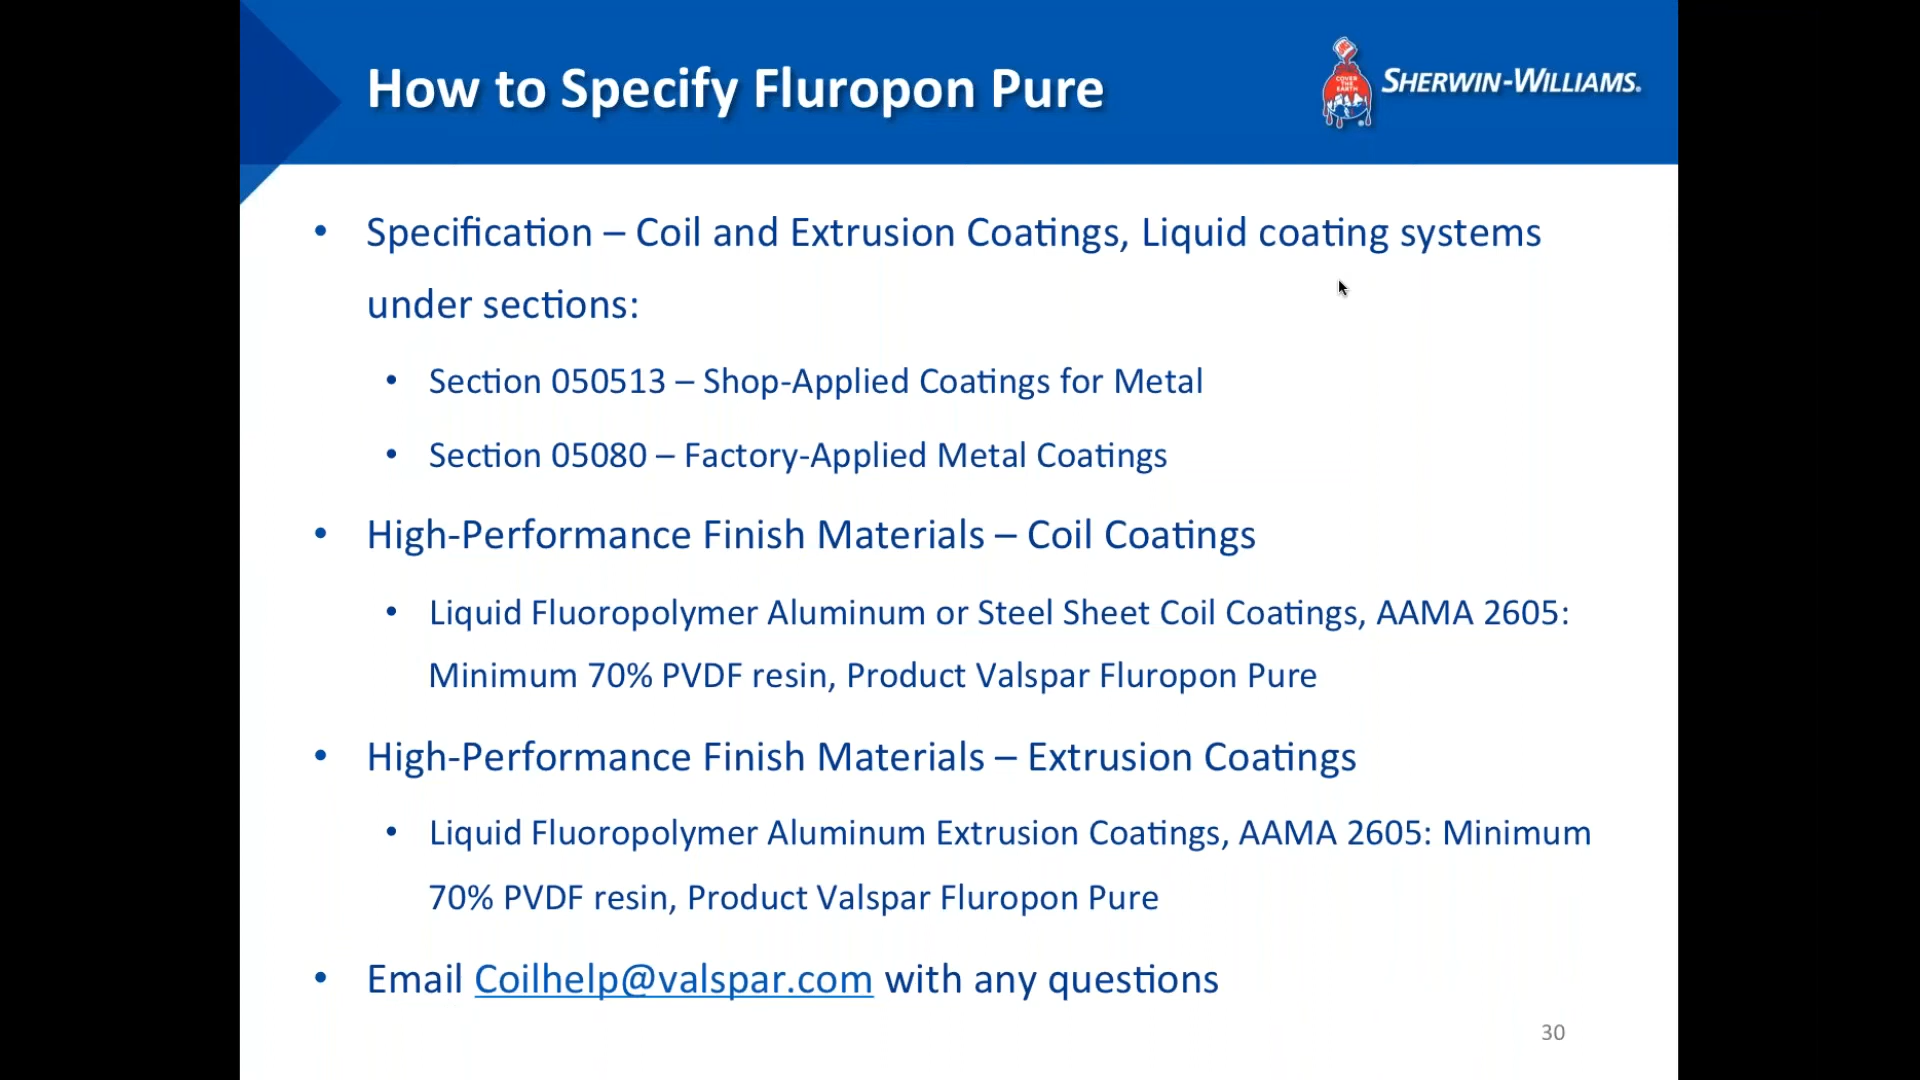 How to Specify Fluropon Pure
COVER
THE
EARTH
SHERWIN-WILLIAMS.
• Specification – Coil and Extrusion Coatings, Liquid coating systems
under sections:
• Section 050513 – Shop-Applied Coatings for Metal
• Section 05080 – Factory-Applied Metal Coatings
• High-Performance Finish Materials – Coil Coatings
• Liquid Fluoropolymer Aluminum or Steel Sheet Coil Coatings, AAMA 2605:
Minimum 70% PVDF resin, Product Valspar Fluropon Pure
• High-Performance Finish Materials – Extrusion Coatings
• Liquid Fluoropolymer Aluminum Extrusion Coatings, AAMA 2605: Minimum
70% PVDF resin, Product Valspar Fluropon Pure
• Email Coilhelp@valspar.com with any questions
30